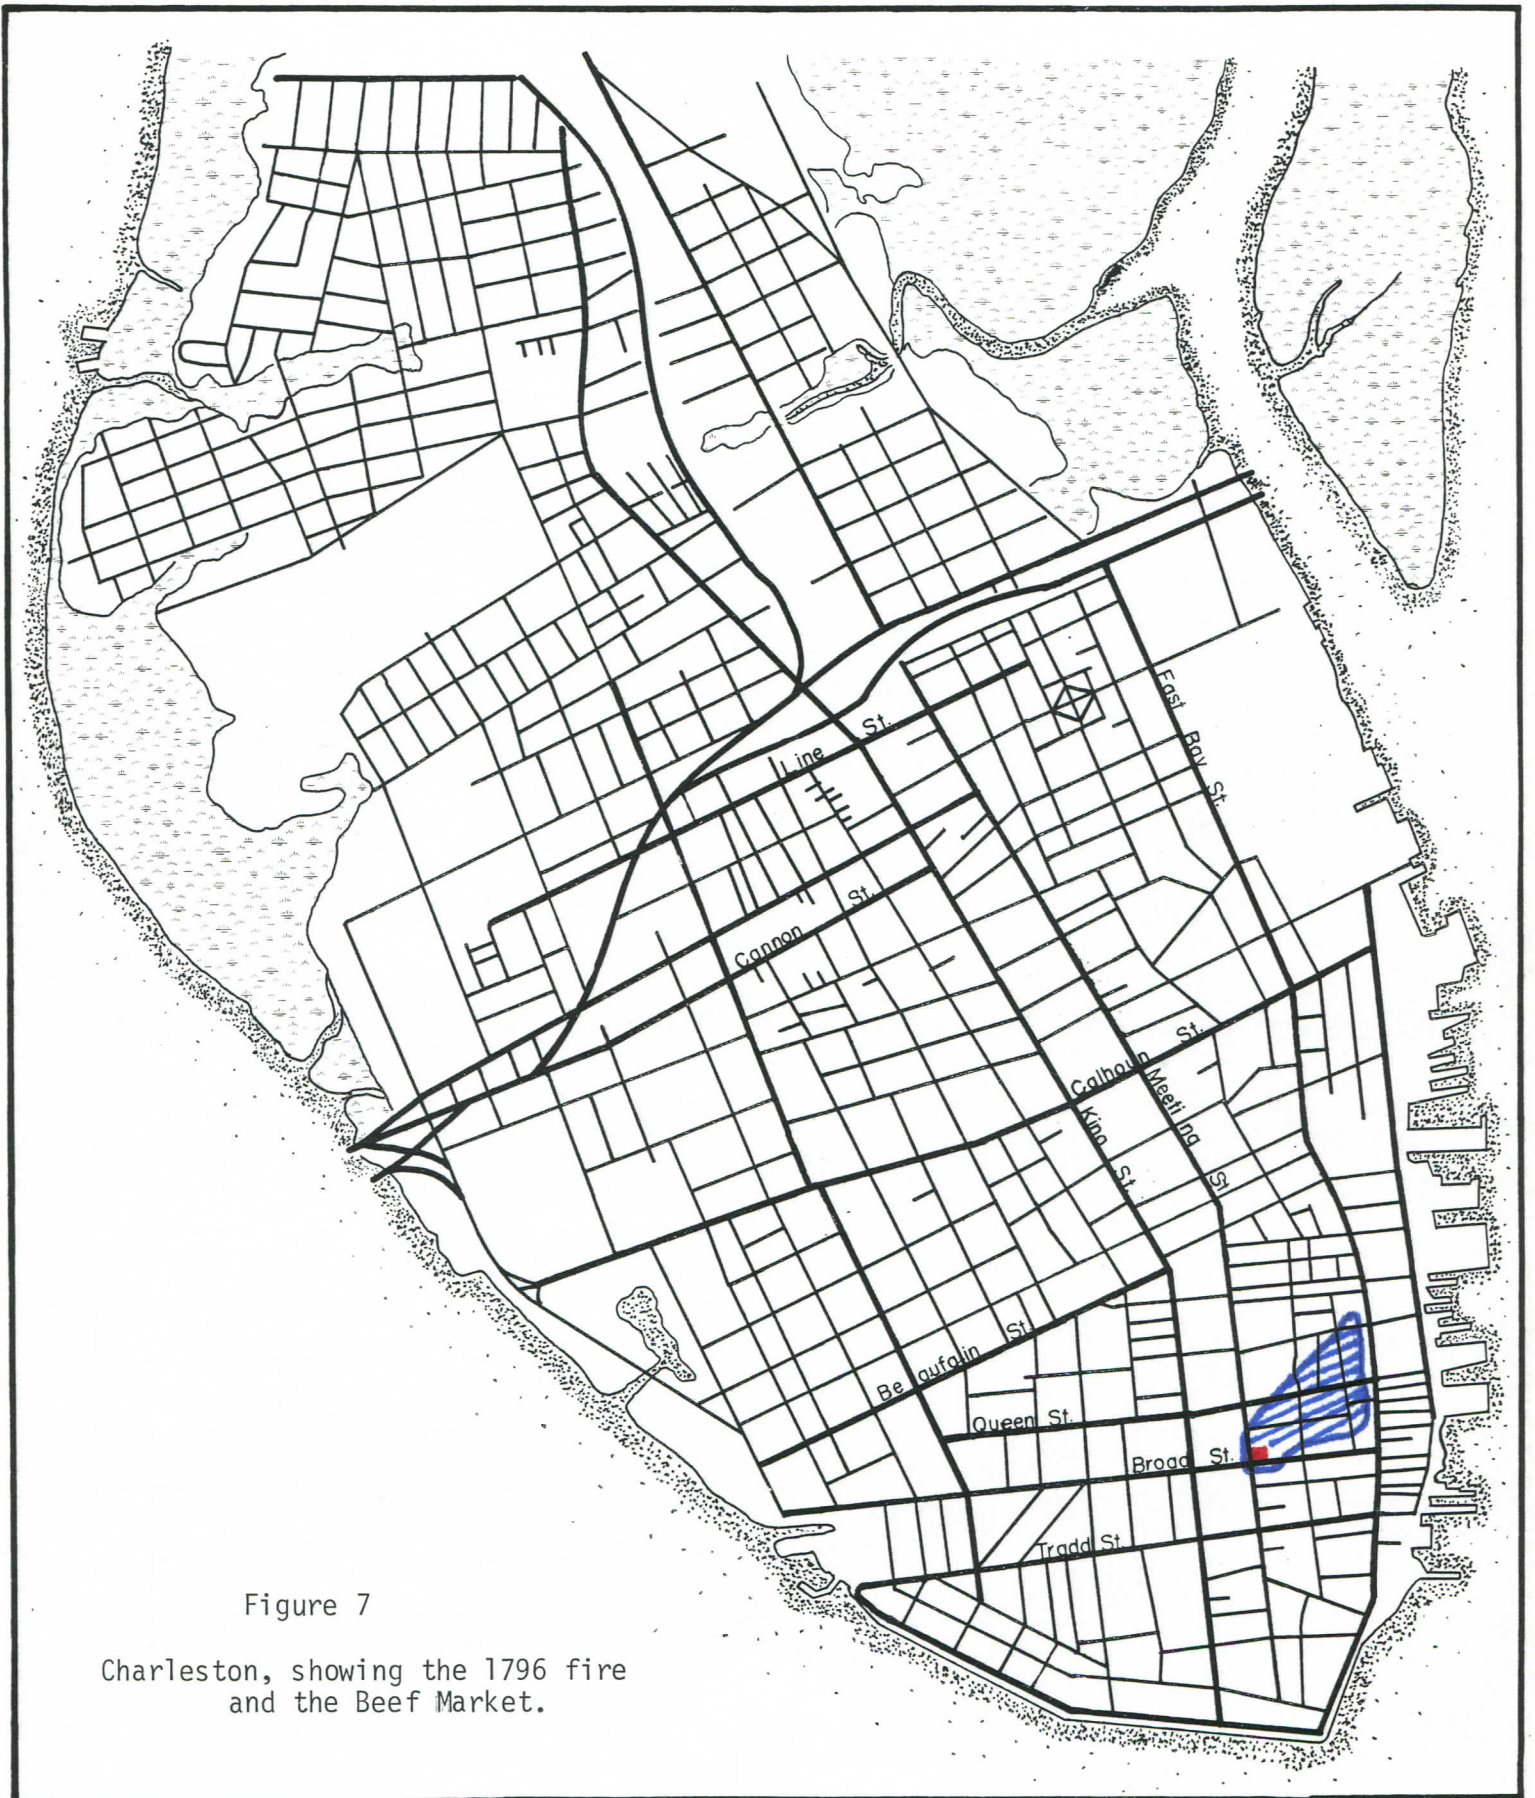 East Bay St.
Line St.
Cannon St.
Calhoun St.
Meeting St
King St.
Beaufain St.
Queen St.
Broad St.
Tradd St.
Figure 7
Charleston, showing the 1796 fire
and the Beef Market.